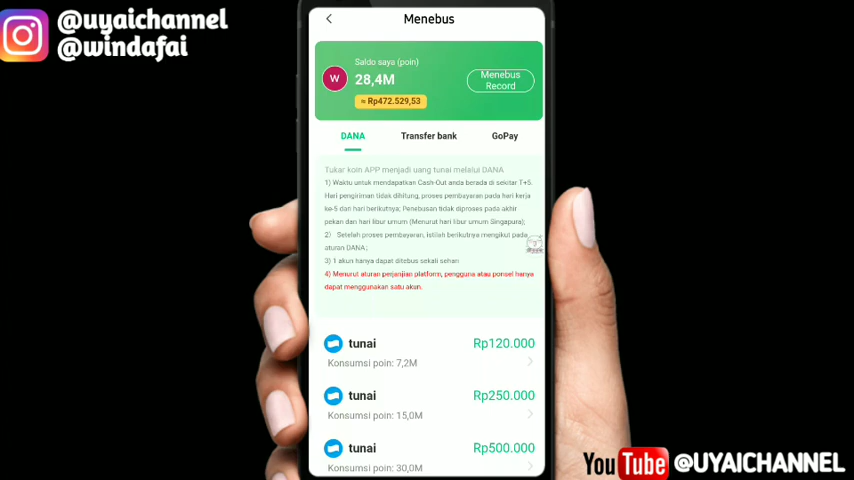 @uyaichannel
@windafai
Menebus
Saldo saya (poin)
W
28,4M
≈ Rp472.529,53
Menebus
Record
DANA
Transfer bank
GoPay
Tukar koin APP menjadi uang tunai melelui DANA
1) Waktu untuk mendapatkan Cash-Out anda berada di sekitar T+5.
Hari pengiriman tidak dihitung, proses pembayaran pada hari kerja
ke-5 dan hari berikutnya; Penebusan tidak diproses pada akhir
pekan dan hari libur umum (Menurut hari libur umum Singapura);
2) Setelah proses pembayaran, istilah berikutnya mengikut pada
aturan DANA;
3) 1 akun hanya dapat ditebus sekali sehari
4) Menurut aturan perjanjian platform, pengguna atau ponsel hanya
dapat menggunakan satu akun.
tunai
Rp120.000
Konsumsi poin: 7,2M
tunai
Rp250.000
Konsumsi poin: 15,0M
tunai
Rp500.000
Konsumsi poin: 30,0M
YouTube @UYAICHANNEL